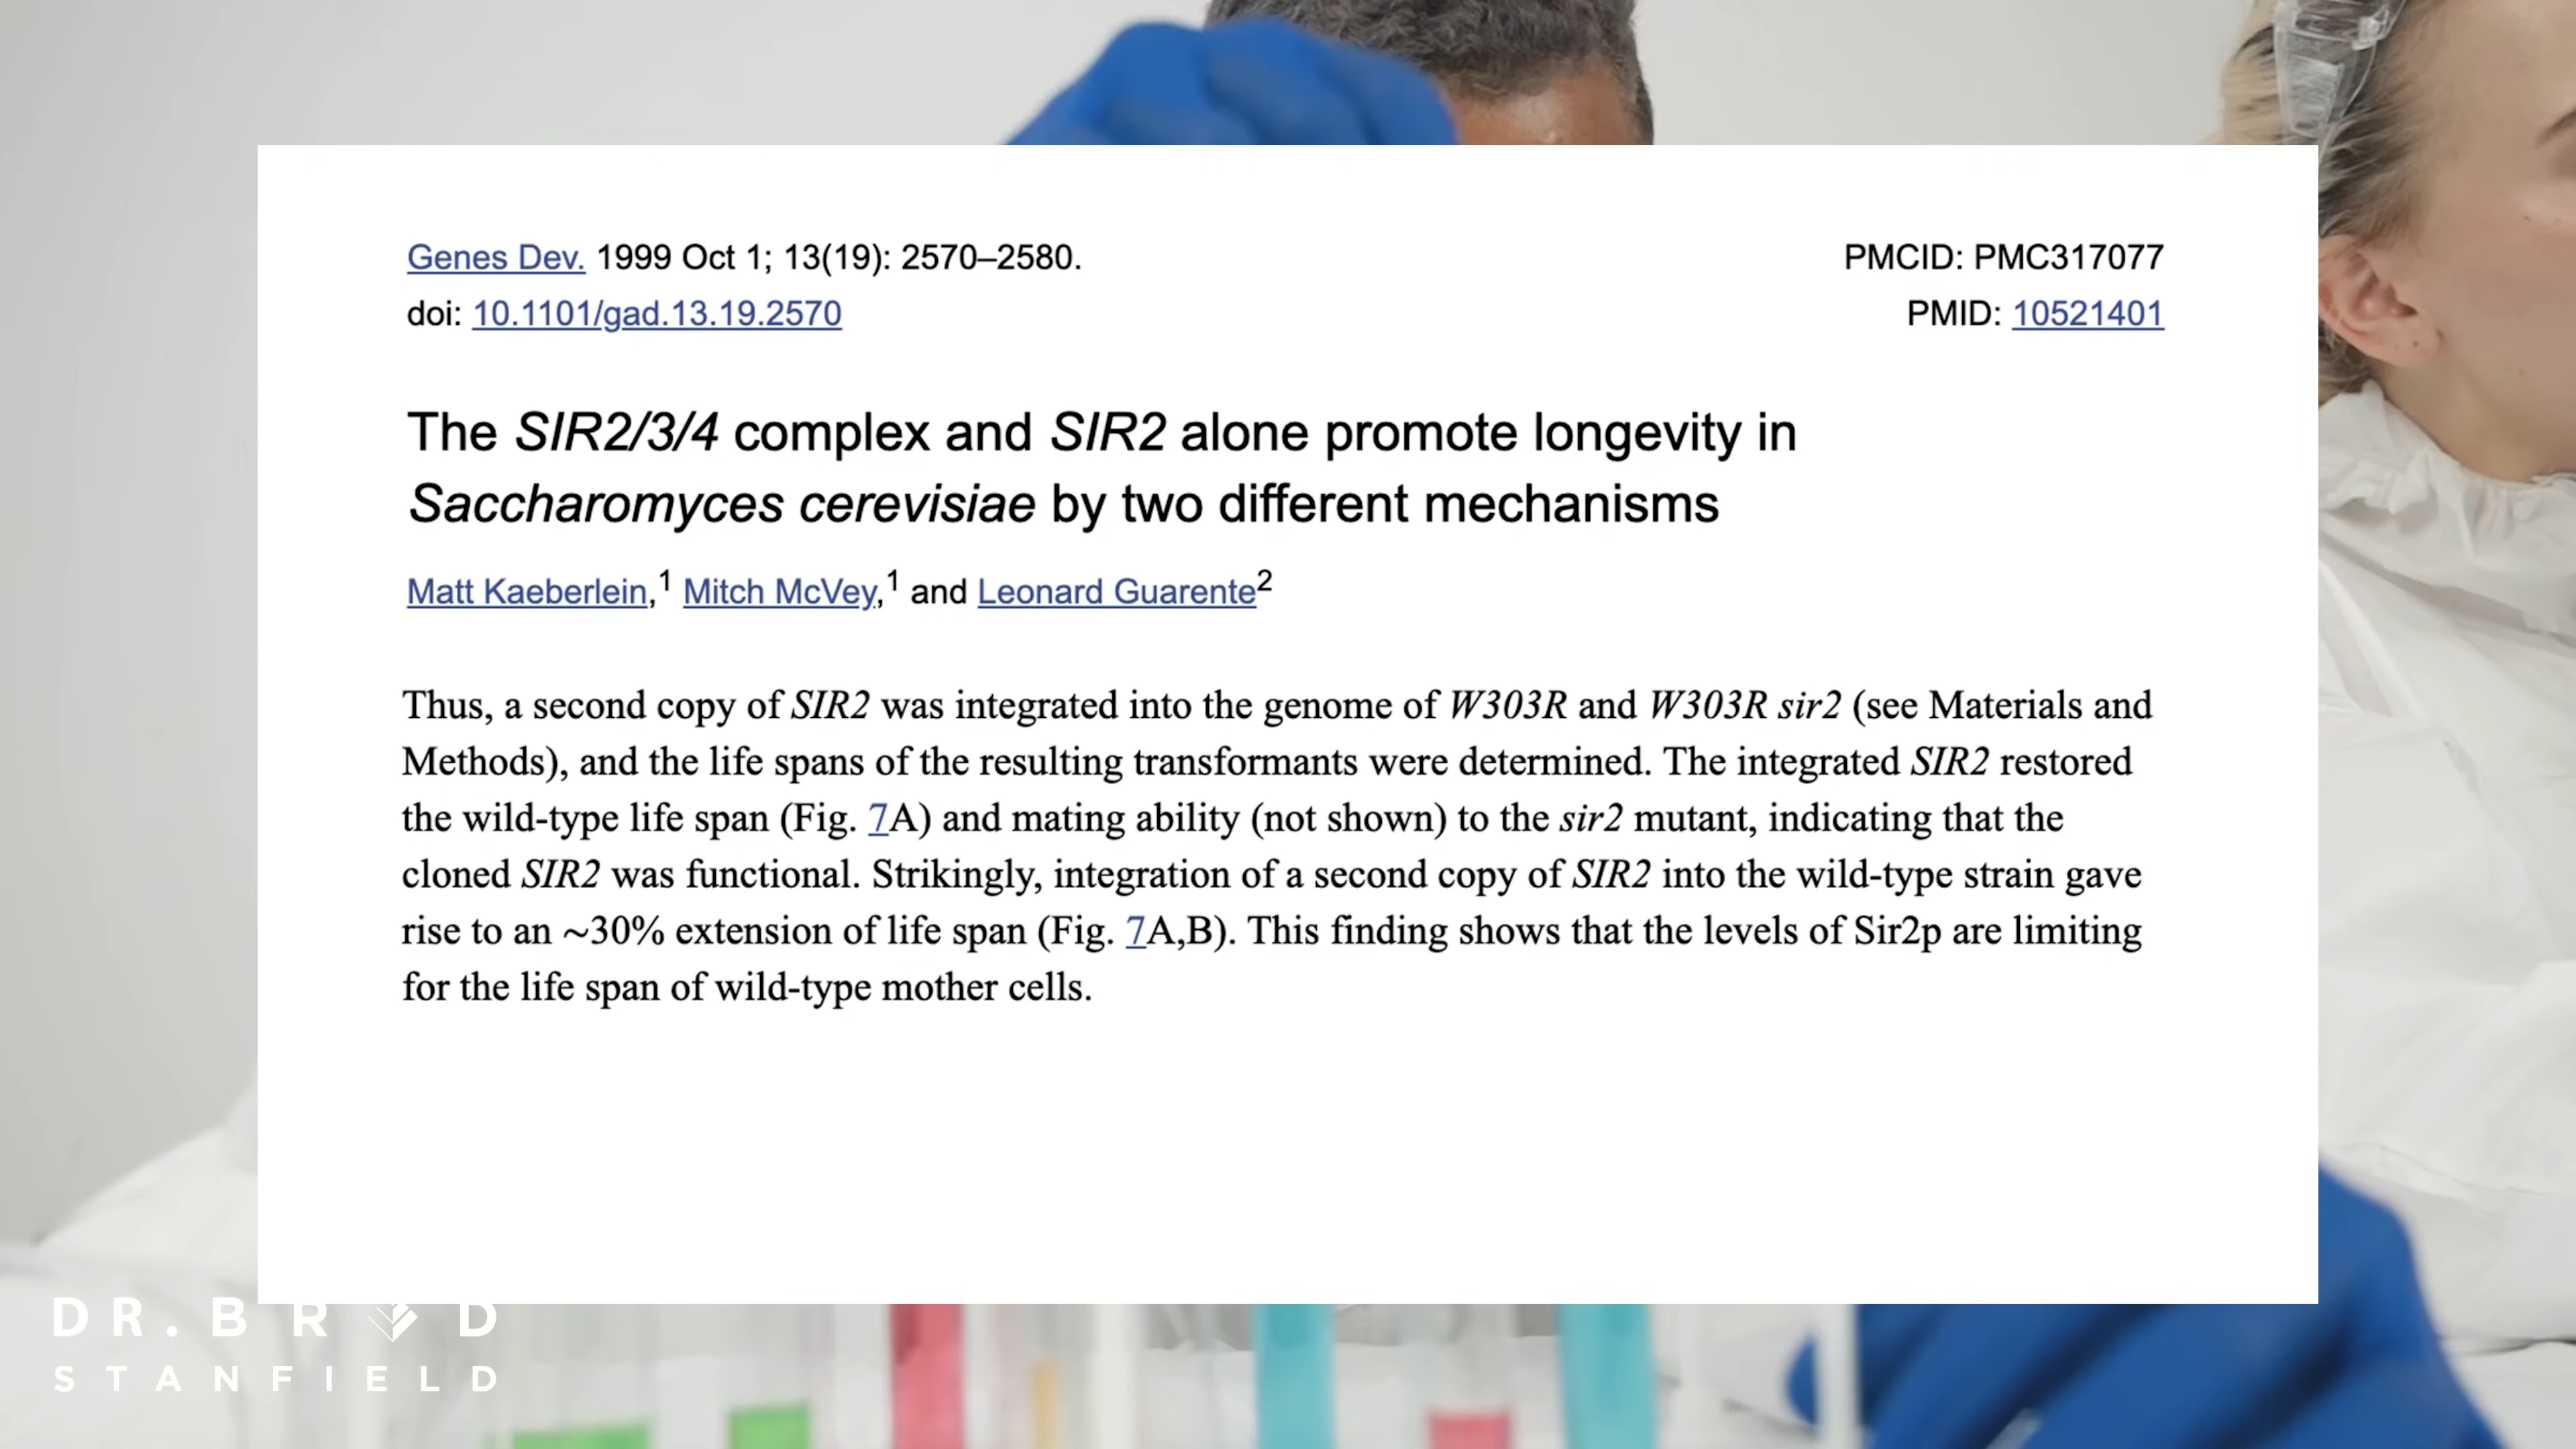 Genes Dev. 1999 Oct 1; 13(19): 2570–2580.
PMCID: PMC317077
doi: 10.1101/gad.13.19.2570
PMID: 10521401
The SIR2/3/4 complex and SIR2 alone promote longevity in
Saccharomyces cerevisiae by two different mechanisms
Matt Kaeberlein,1 Mitch McVey,1 and Leonard Guarente2
Thus, a second copy of SIR2 was integrated into the genome of W303R and W303R sir2 (see Materials and
Methods), and the life spans of the resulting transformants were determined. The integrated SIR2 restored
the wild-type life span (Fig. 7A) and mating ability (not shown) to the sir2 mutant, indicating that the
cloned SIR2 was functional. Strikingly, integration of a second copy of SIR2 into the wild-type strain gave
rise to an ~30% extension of life span (Fig. 7A,B). This finding shows that the levels of Sir2p are limiting
for the life span of wild-type mother cells.
DR. BRAD
STANFIELD